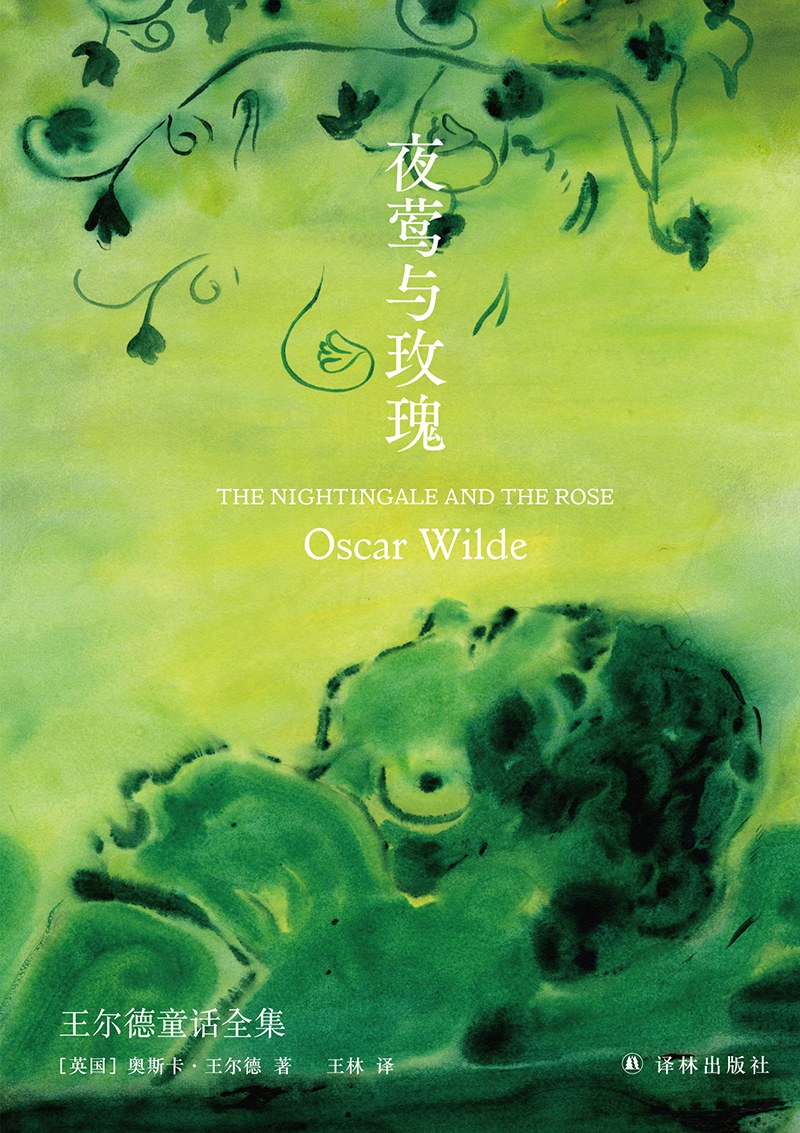 夜莺与玫瑰
THE NIGHTINGALE AND THE ROSE
Oscar Wilde
王尔德童话全集
[英国] 奥斯卡·王尔德 著 王林 译
译林出版社